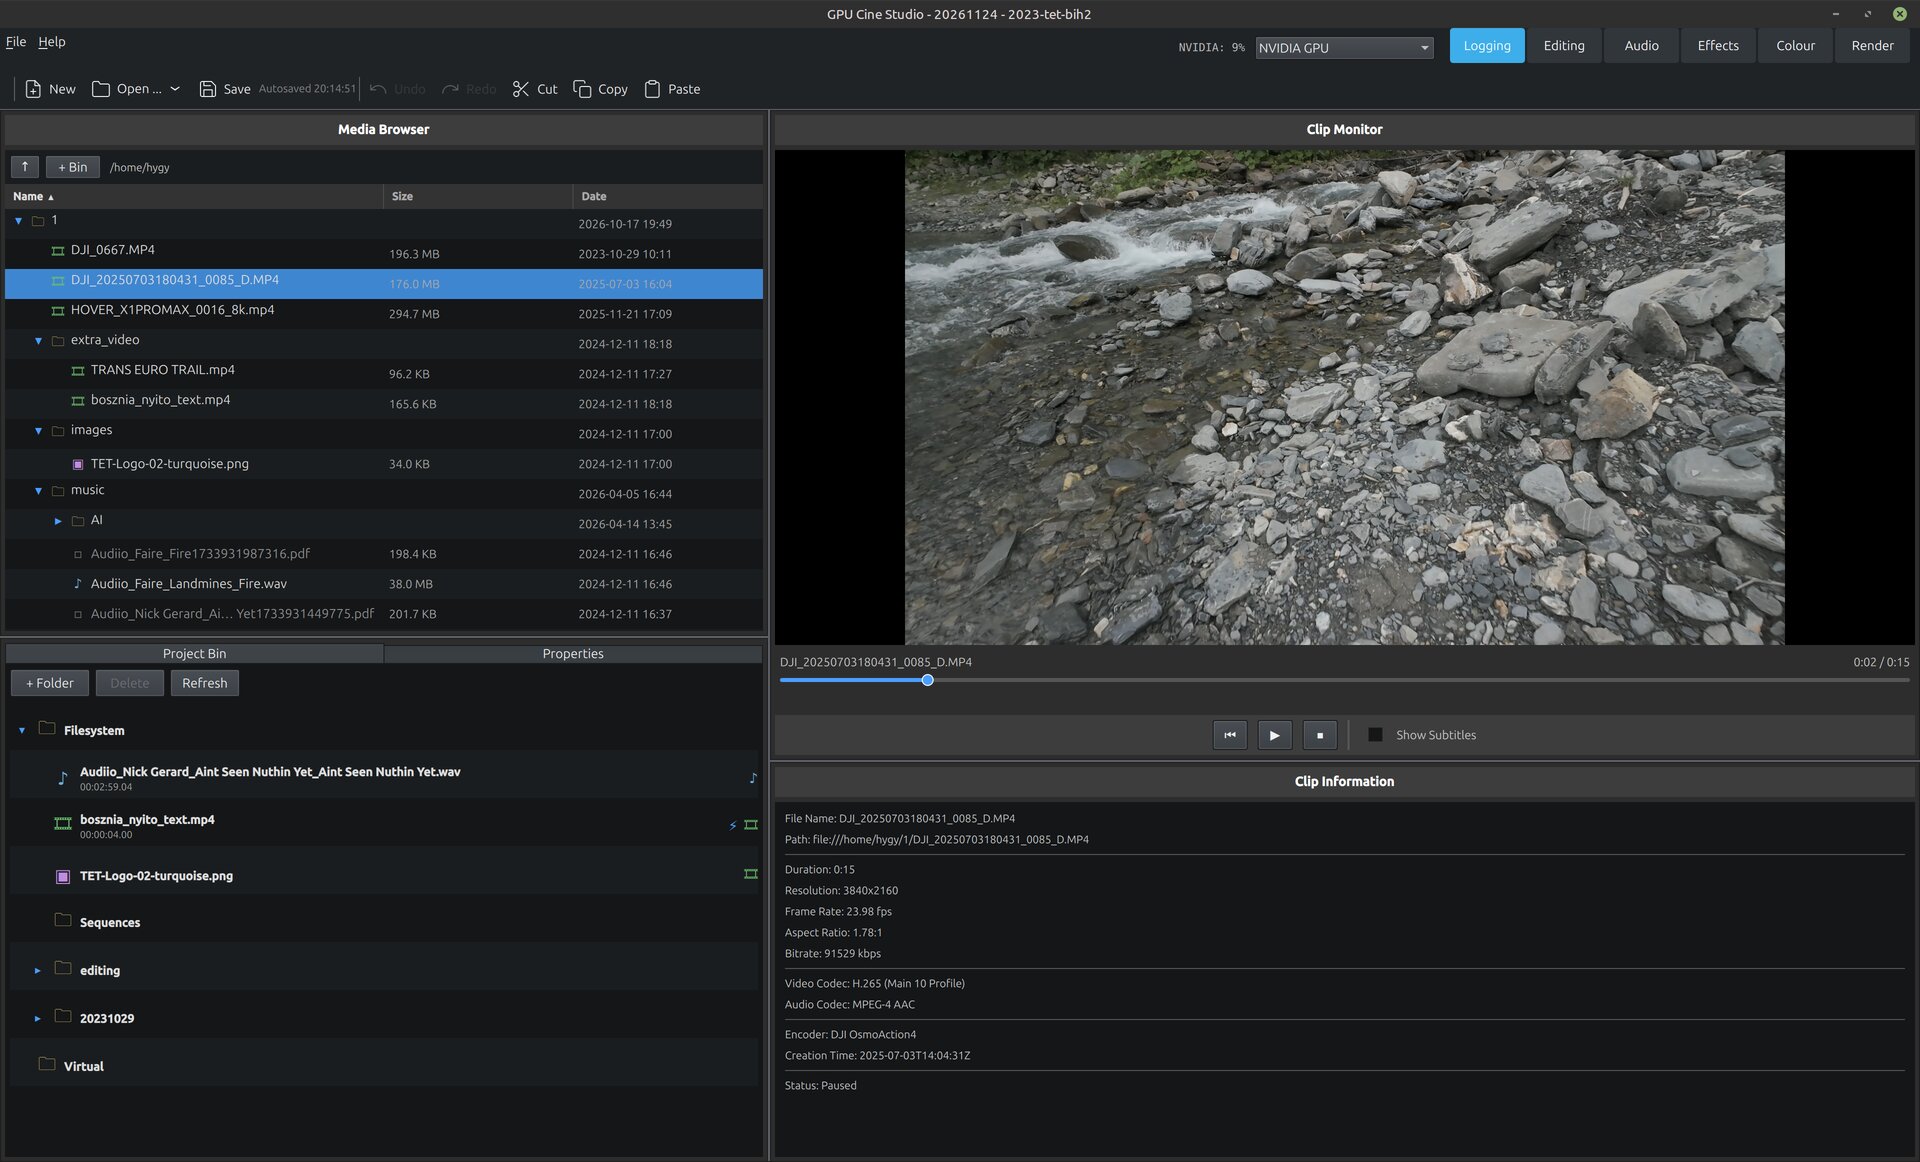 GPU Cine Studio - 20261124 - 2023-tet-bih2
File Help
NVIDIA: 9% NVIDIA GPU
Logging Editing Audio Effects Colour Render
New Open ... Save Autosaved 20:14:51 Undo Redo Cut Copy Paste
Media Browser
↑ + Bin /home/hygy
Name ▴ Size Date
1 2026-10-17 19:49
DJI_0667.MP4 196.3 MB 2023-10-29 10:11
DJI_20250703180431_0085_D.MP4 176.0 MB 2025-07-03 16:04
HOVER_X1PROMAX_0016_8k.mp4 294.7 MB 2025-11-21 17:09
extra_video 2024-12-11 18:18
TRANS EURO TRAIL.mp4 96.2 KB 2024-12-11 17:27
bosznia_nyito_text.mp4 165.6 KB 2024-12-11 18:18
images 2024-12-11 17:00
TET-Logo-02-turquoise.png 34.0 KB 2024-12-11 17:00
music 2026-04-05 16:44
AI 2026-04-14 13:45
Audiio_Faire_Fire1733931987316.pdf 198.4 KB 2024-12-11 16:46
Audiio_Faire_Landmines_Fire.wav 38.0 MB 2024-12-11 16:46
Audiio_Nick Gerard_Ai... Yet1733931449775.pdf 201.7 KB 2024-12-11 16:37
Project Bin Properties
+ Folder Delete Refresh
Filesystem
Audiio_Nick Gerard_Aint Seen Nuthin Yet_Aint Seen Nuthin Yet.wav
00:02:59.04
bosznia_nyito_text.mp4
00:00:04.00
TET-Logo-02-turquoise.png
Sequences
editing
20231029
Virtual
Clip Monitor
DJI_20250703180431_0085_D.MP4 0:02 / 0:15
Show Subtitles
Clip Information
File Name: DJI_20250703180431_0085_D.MP4
Path: file:///home/hygy/1/DJI_20250703180431_0085_D.MP4
Duration: 0:15
Resolution: 3840x2160
Frame Rate: 23.98 fps
Aspect Ratio: 1.78:1
Bitrate: 91529 kbps
Video Codec: H.265 (Main 10 Profile)
Audio Codec: MPEG-4 AAC
Encoder: DJI OsmoAction4
Creation Time: 2025-07-03T14:04:31Z
Status: Paused